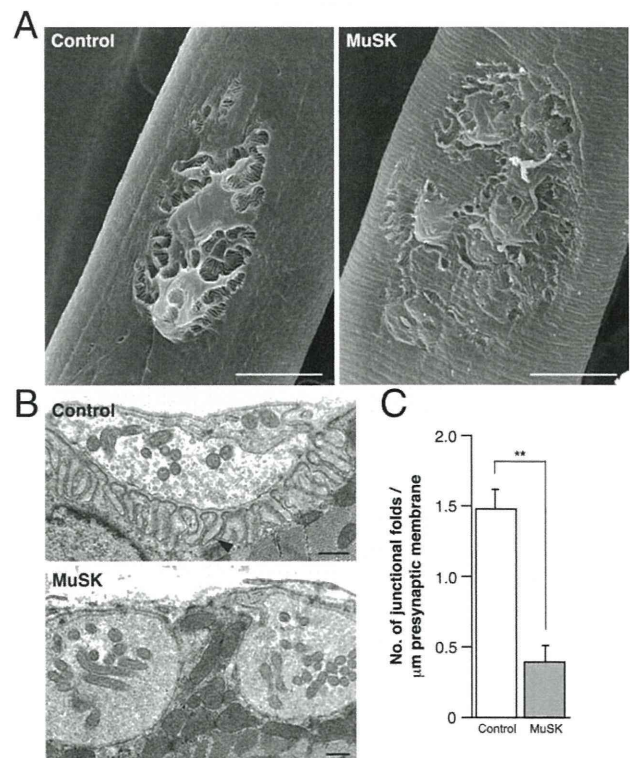 A
Control
MuSK
B
Control
MuSK
C
No. of junctional folds /
μm presynaptic membrane
2.0
**
1.5
1.0
0.5
0
Control
MuSK